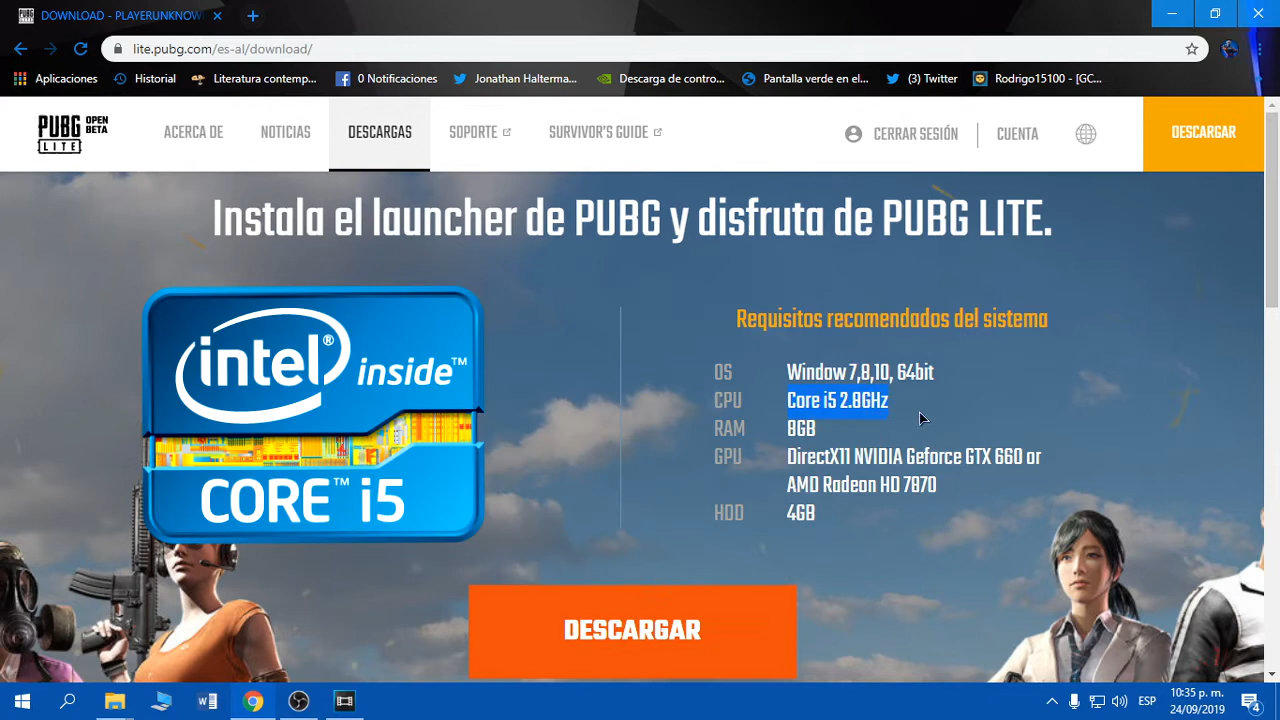 DOWNLOAD - PLAYERUNKNOW
lite.pubg.com/es-al/download/
Aplicaciones Historial Literatura contemp... 0 Notificaciones Jonathan Halterma... Descarga de contro... Pantalla verde en el... (3) Twitter Rodrigo15100 - [GC...
PUBG LITE OPEN BETA ACERCA DE NOTICIAS DESCARGAS SOPORTE SURVIVOR'S GUIDE CERRAR SESIÓN CUENTA DESCARGAR
Instala el launcher de PUBG y disfruta de PUBG LITE.
intel® inside™
CORE™ i5
Requisitos recomendados del sistema
OS Window 7,8,10, 64bit
CPU Core i5 2.8GHz
RAM 8GB
GPU DirectX11 NVIDIA Geforce GTX 660 or
AMD Radeon HD 7870
HDD 4GB
DESCARGAR
ESP 10:35 p. m.
24/09/2019
4